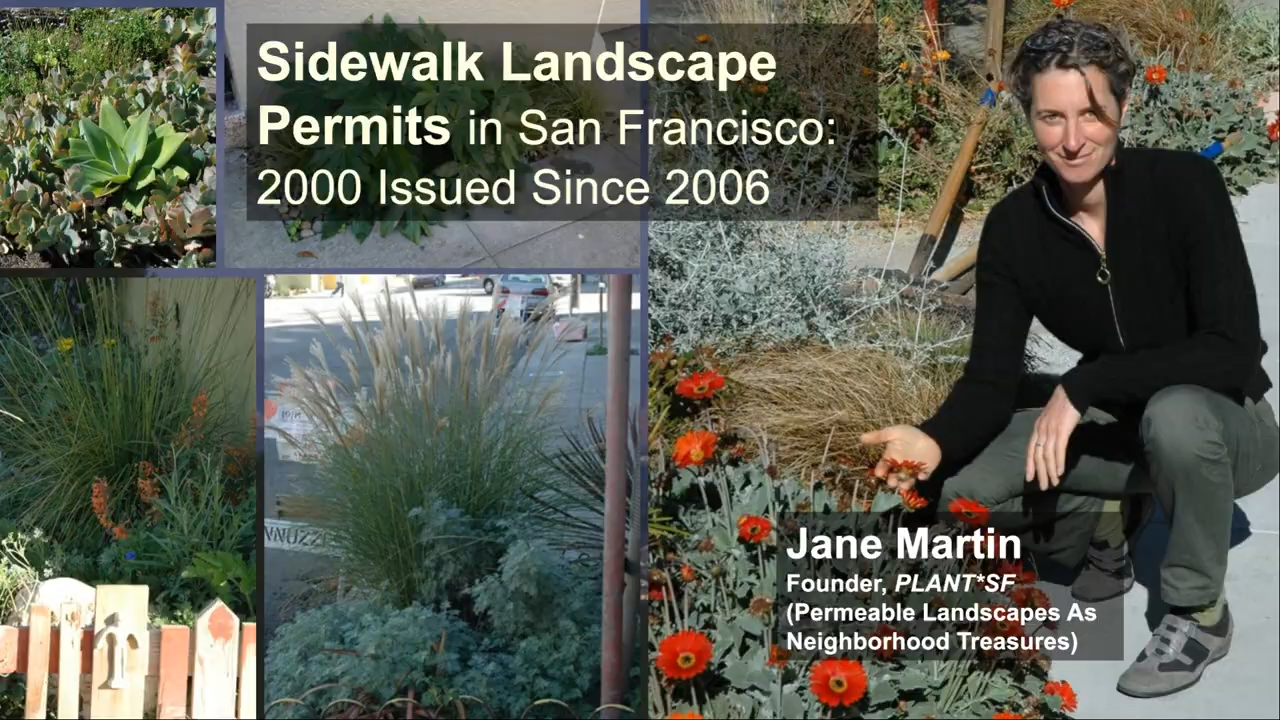 Sidewalk Landscape
Permits in San Francisco:
2000 Issued Since 2006
Jane Martin
Founder, PLANT*SF
(Permeable Landscapes As
Neighborhood Treasures)